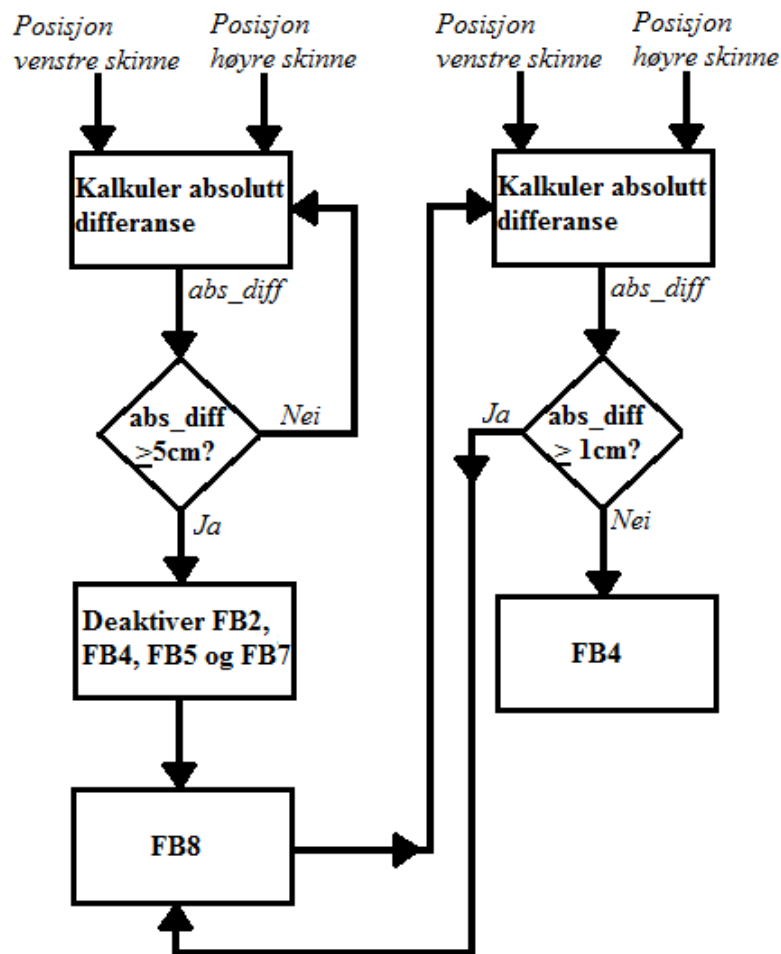 Posisjon
venstre skinne
Posisjon
høyre skinne
Kalkuler absolutt
differanse
abs_diff
abs_diff
≥5cm?
Nei
Ja
Deaktiver FB2,
FB4, FB5 og FB7
FB8
Posisjon
venstre skinne
Posisjon
høyre skinne
Kalkuler absolutt
differanse
abs_diff
Ja
abs_diff
≥ 1cm?
Nei
FB4